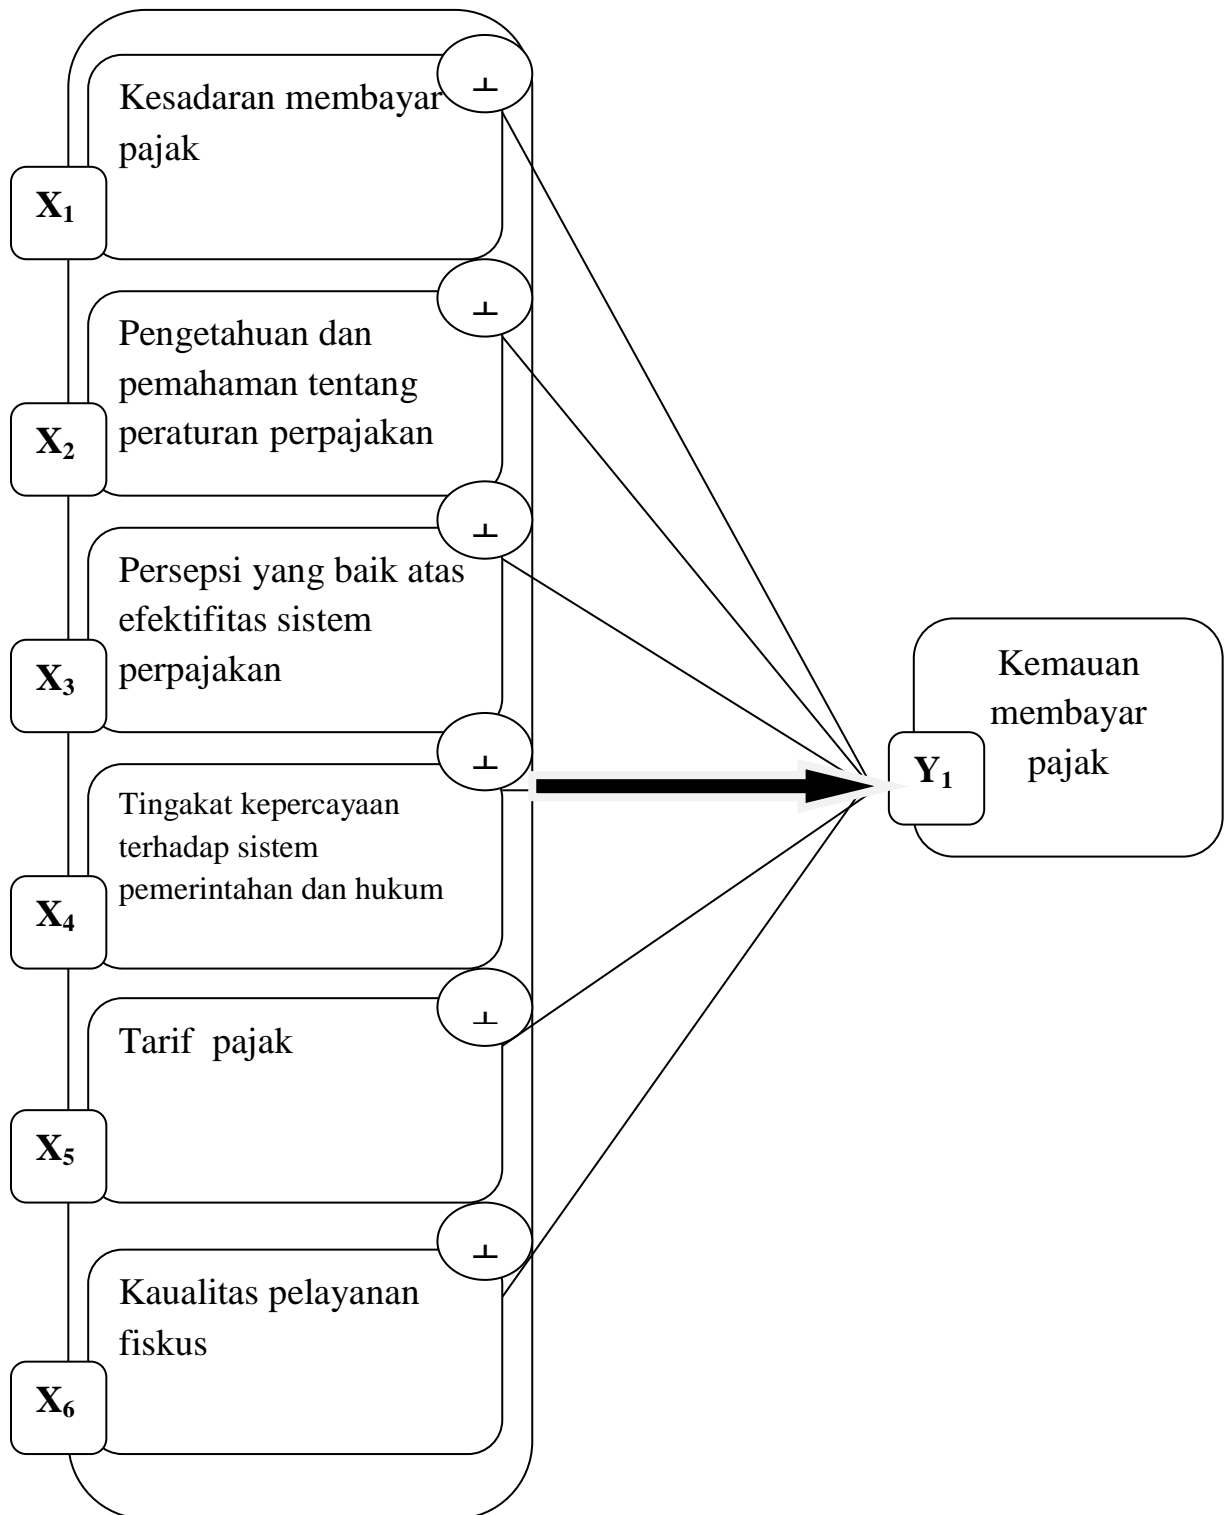 Kesadaran membayar
pajak
X₁
Pengetahuan dan
pemahaman tentang
peraturan perpajakan
X₂
Persepsi yang baik atas
efektifitas sistem
perpajakan
X₃
Tingakat kepercayaan
terhadap sistem
pemerintahan dan hukum
X₄
Tarif pajak
X₅
Kaualitas pelayanan
fiskus
X₆
Kemauan
membayar
pajak
Y₁